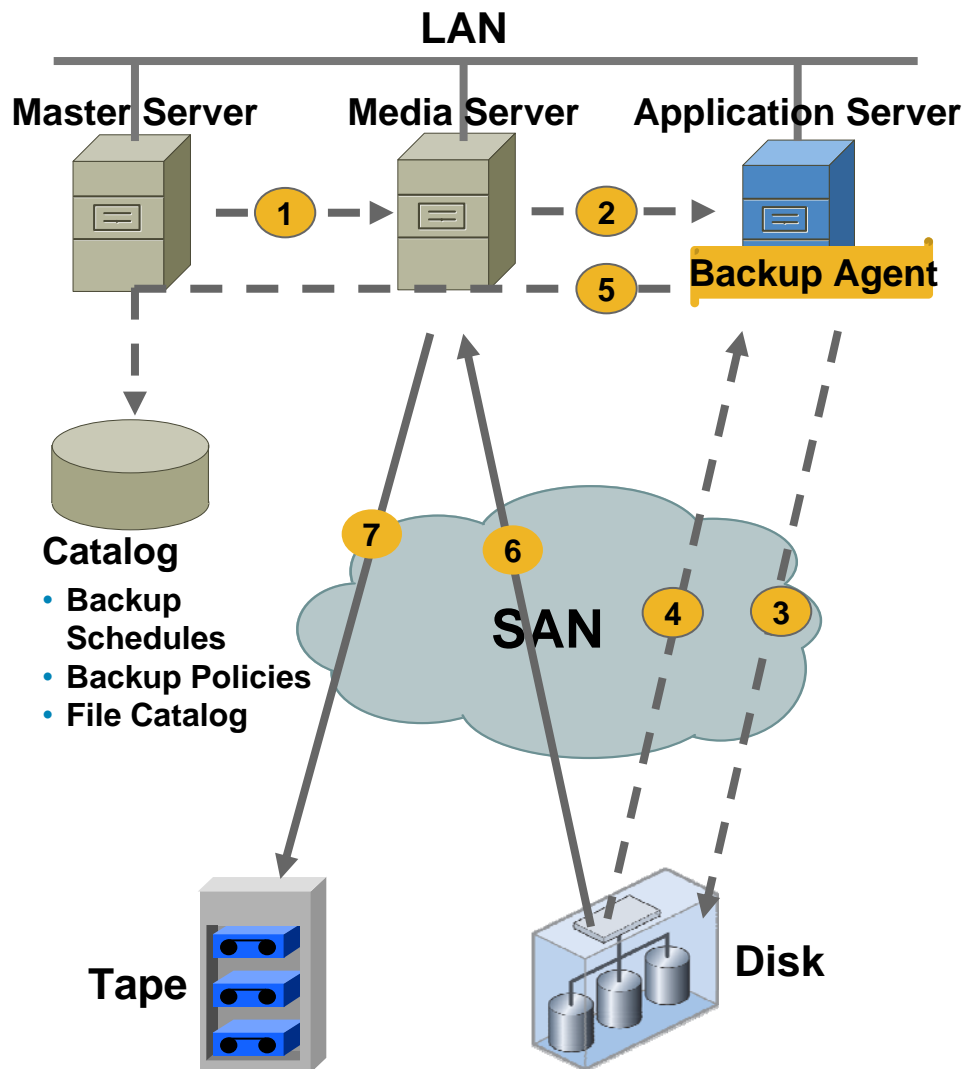 LAN
Master Server
Media Server
Application Server
1
2
Backup Agent
5
7
6
Catalog
• Backup
Schedules
• Backup Policies
• File Catalog
SAN
4
3
Tape
Disk